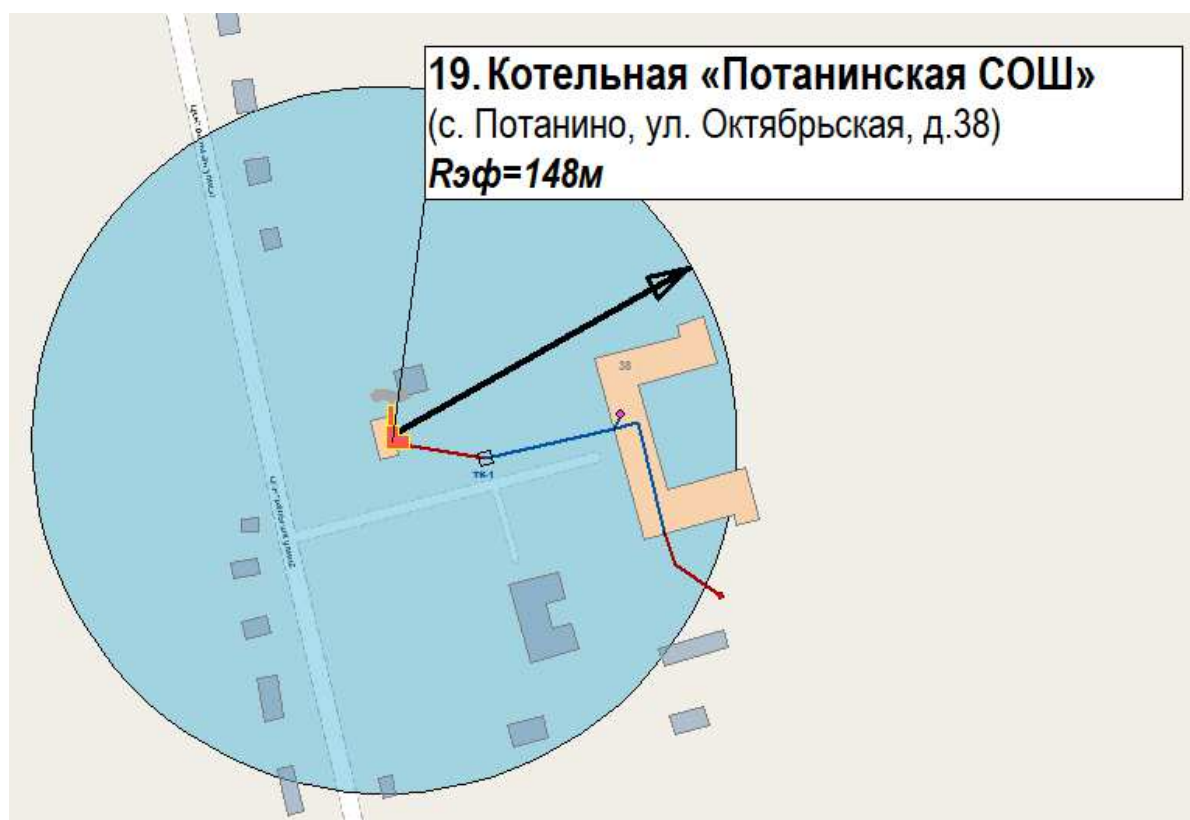 19. Котельная «Потанинская СОШ»
(с. Потанино, ул. Октябрьская, д.38)
Rэф=148м
38
ТК-1